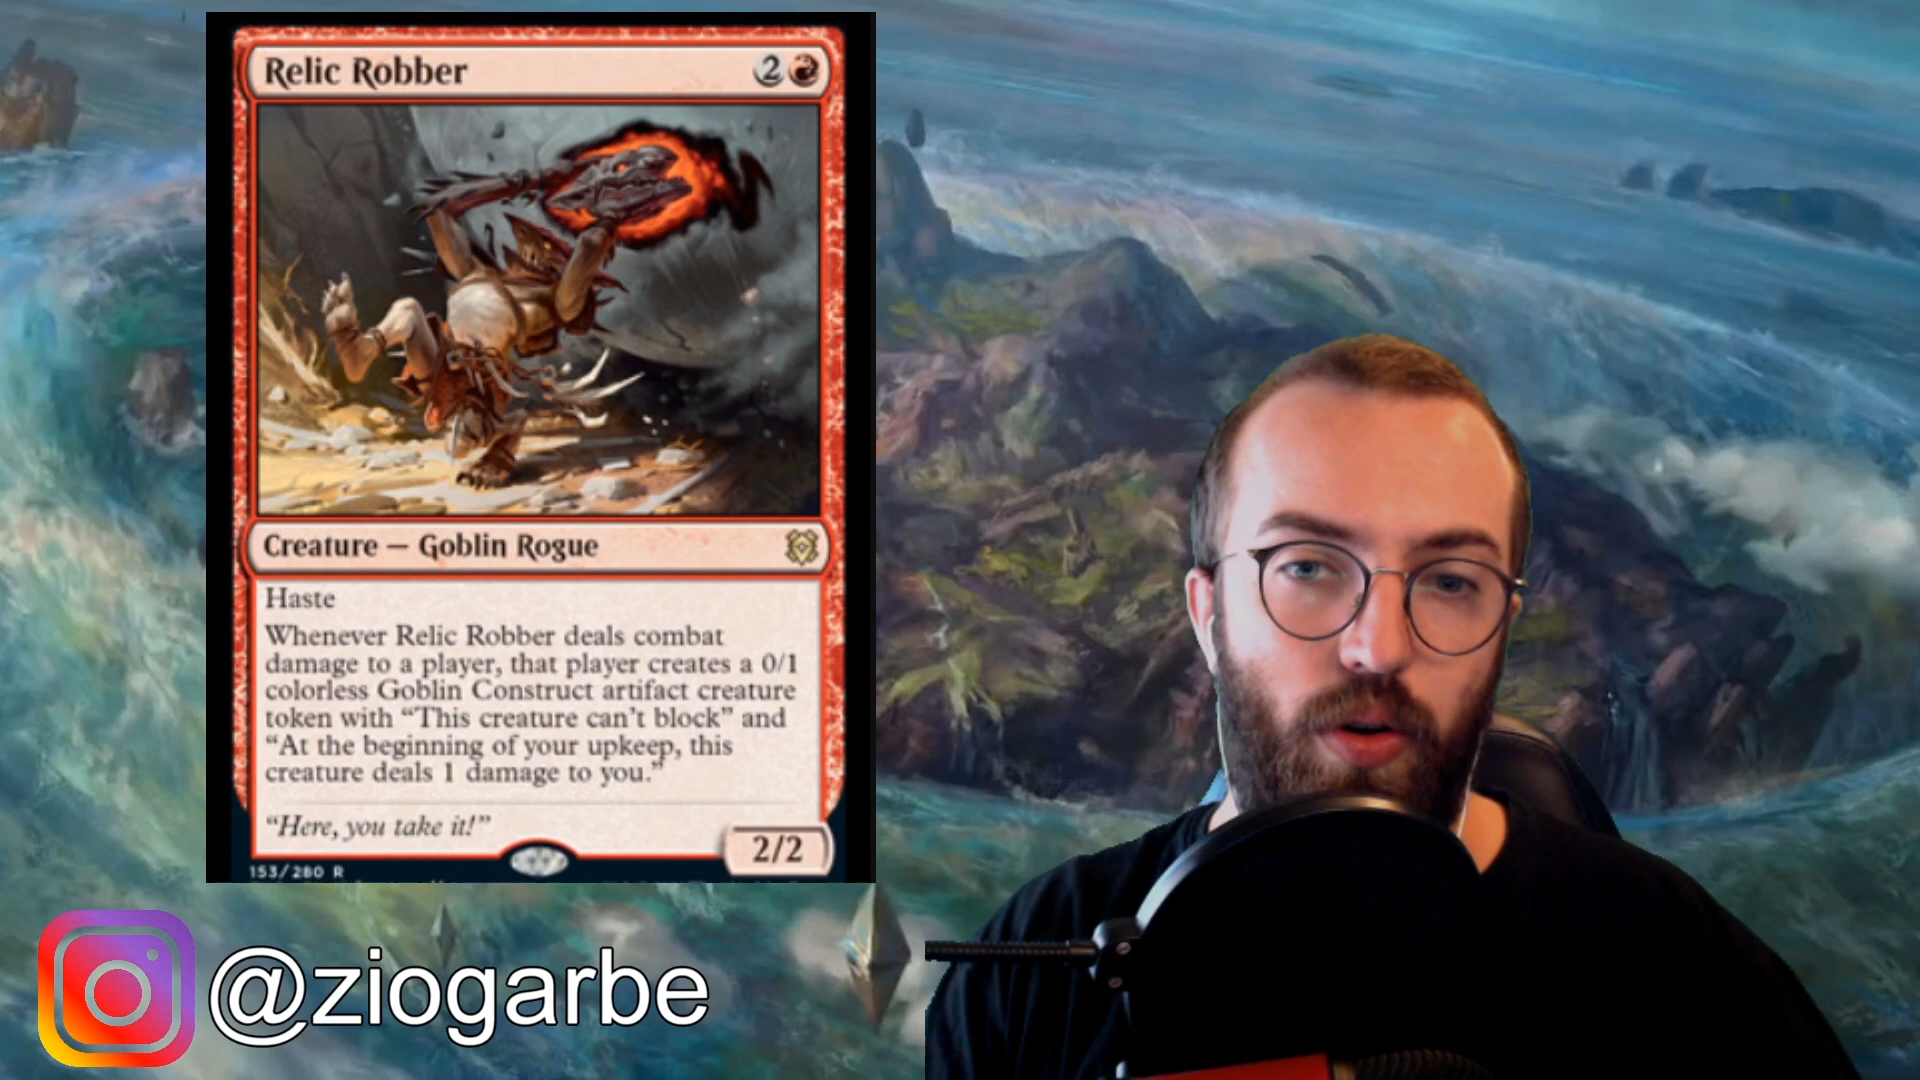 Relic Robber 2
Creature — Goblin Rogue
Haste
Whenever Relic Robber deals combat
damage to a player, that player creates a 0/1
colorless Goblin Construct artifact creature
token with “This creature can't block” and
“At the beginning of your upkeep, this
creature deals 1 damage to you.”
“Here, you take it!”
2/2
153/280 R
@ziogarbe